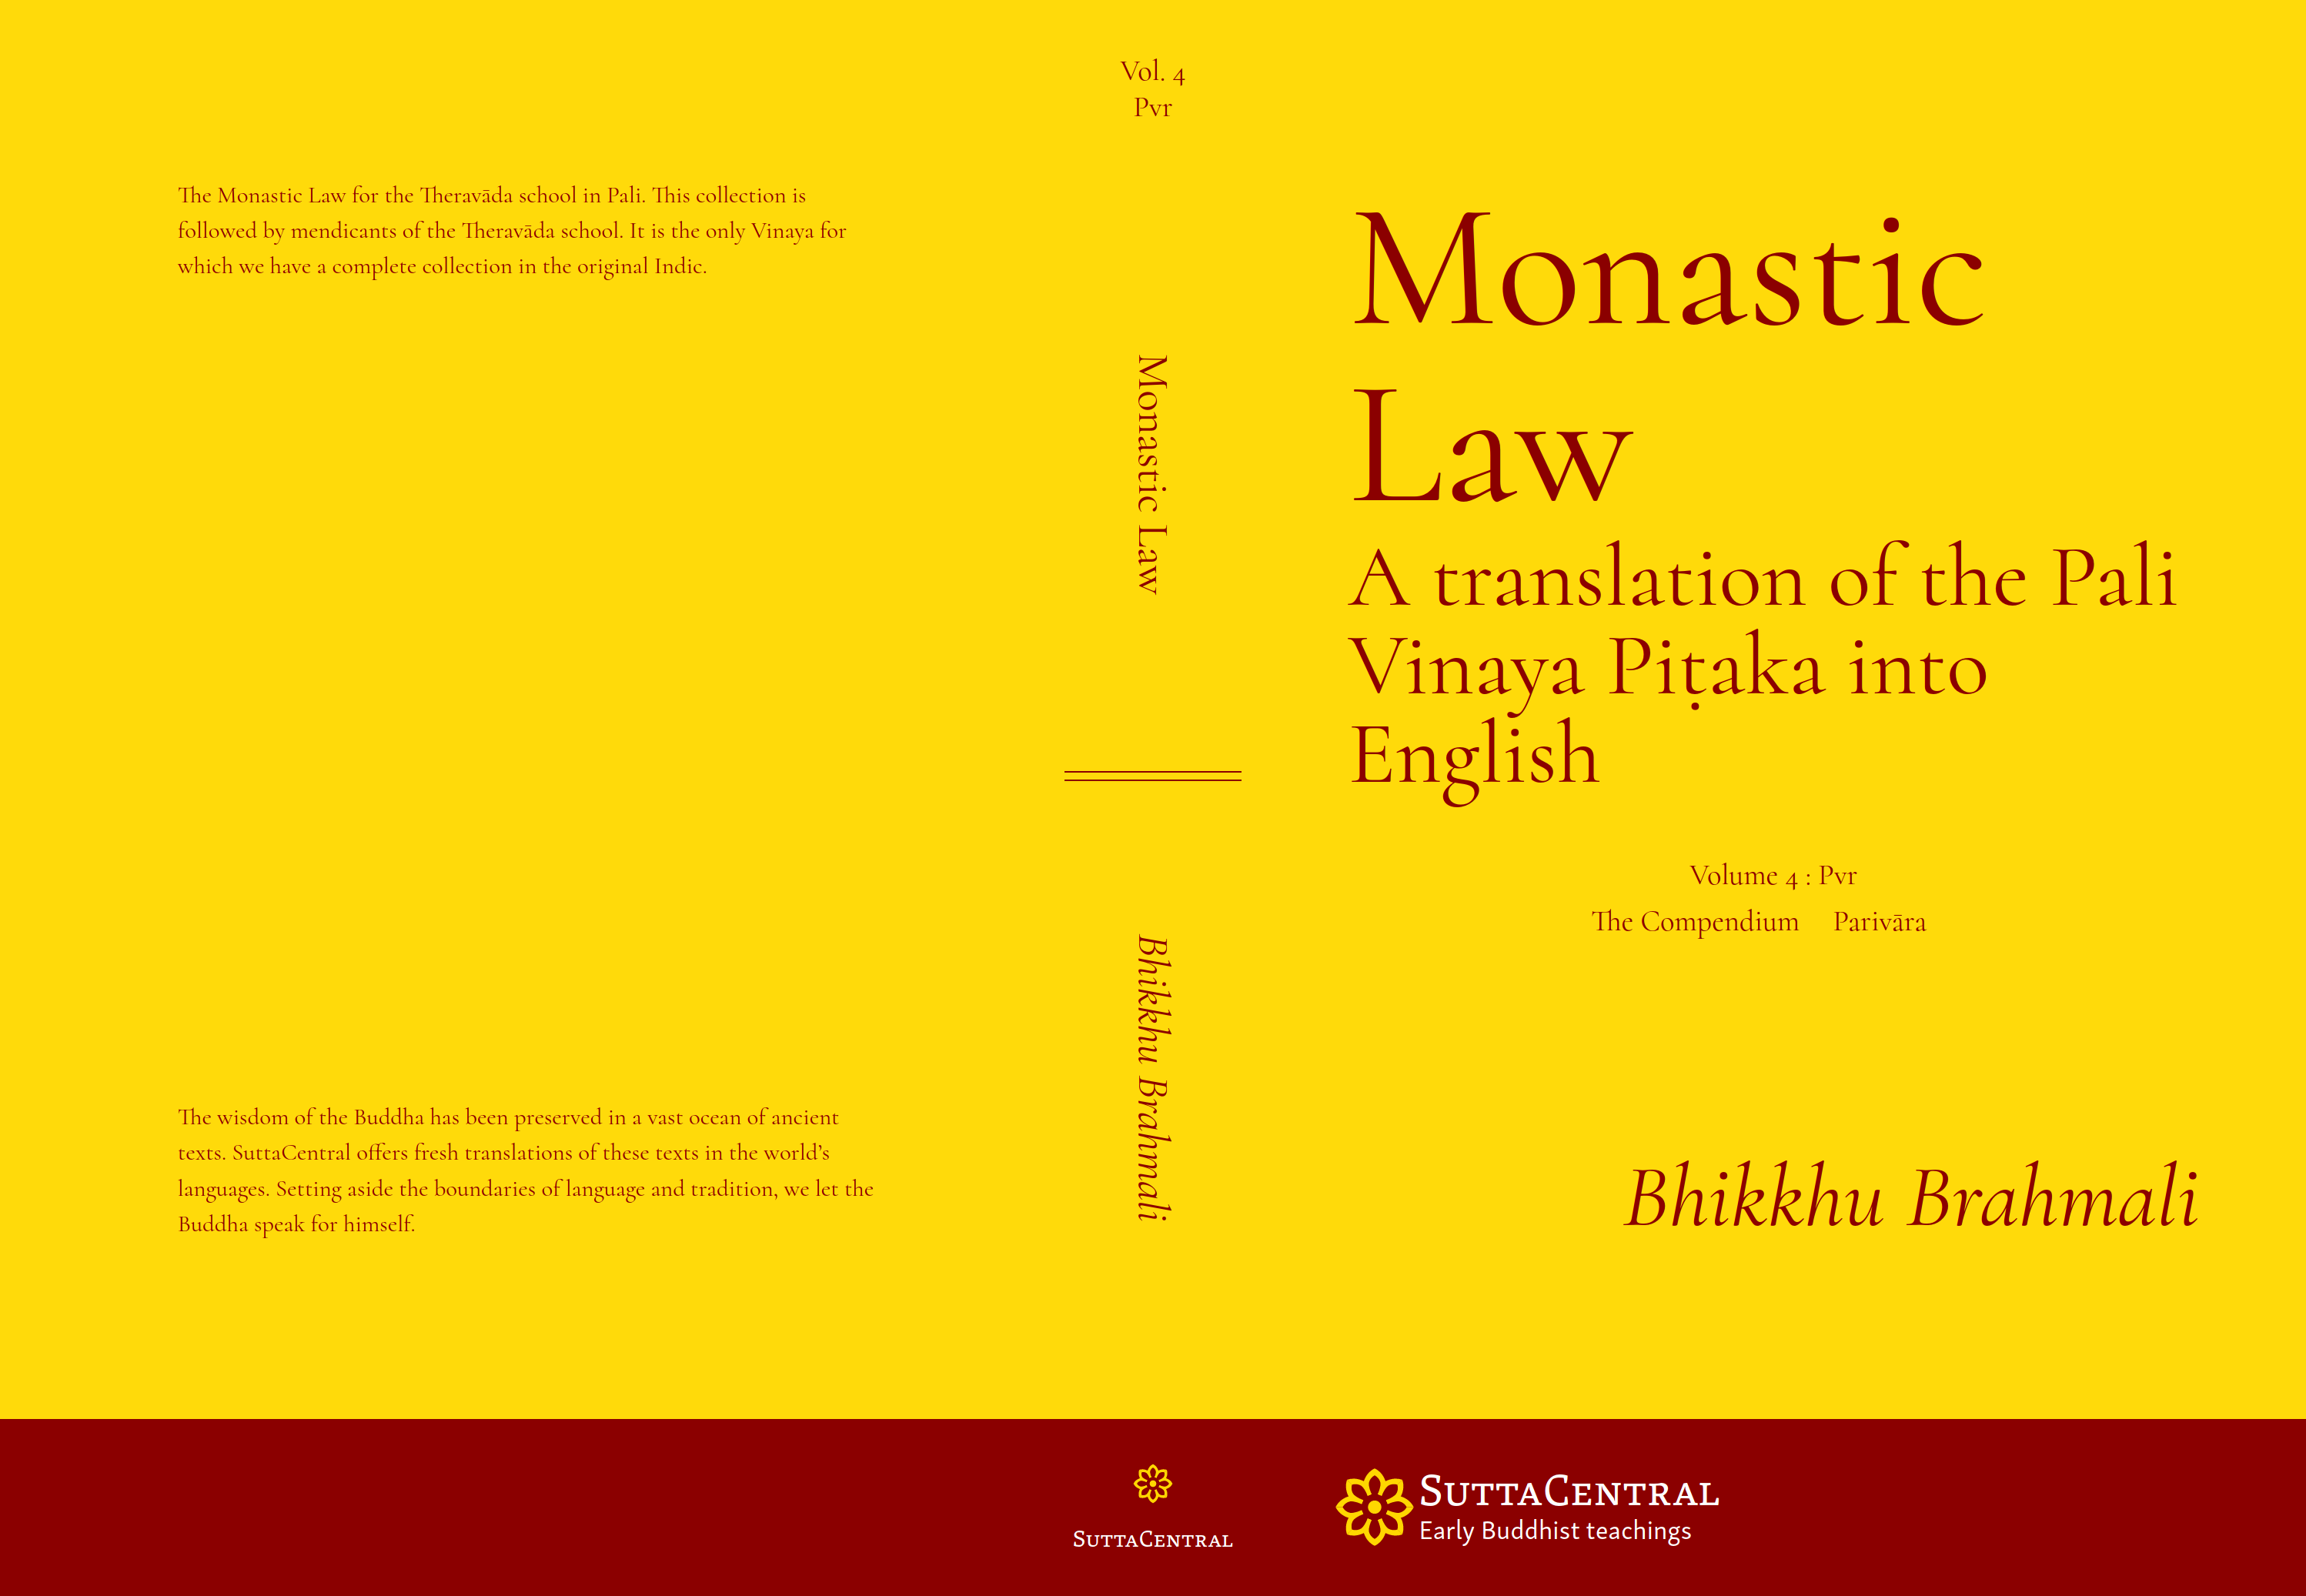 The Monastic Law for the Theravāda school in Pali. This collection is
followed by mendicants of the Theravāda school. It is the only Vinaya for
which we have a complete collection in the original Indic.
The wisdom of the Buddha has been preserved in a vast ocean of ancient
texts. SuttaCentral offers fresh translations of these texts in the world’s
languages. Setting aside the boundaries of language and tradition, we let the
Buddha speak for himself.
Vol. 4
Pvr
Monastic Law
Bhikkhu Brahmali
SuttaCentral
Monastic
Law
A translation of the Pali
Vinaya Piṭaka into
English
Volume 4 : Pvr
The Compendium Parivāra
Bhikkhu Brahmali
SuttaCentral
Early Buddhist teachings